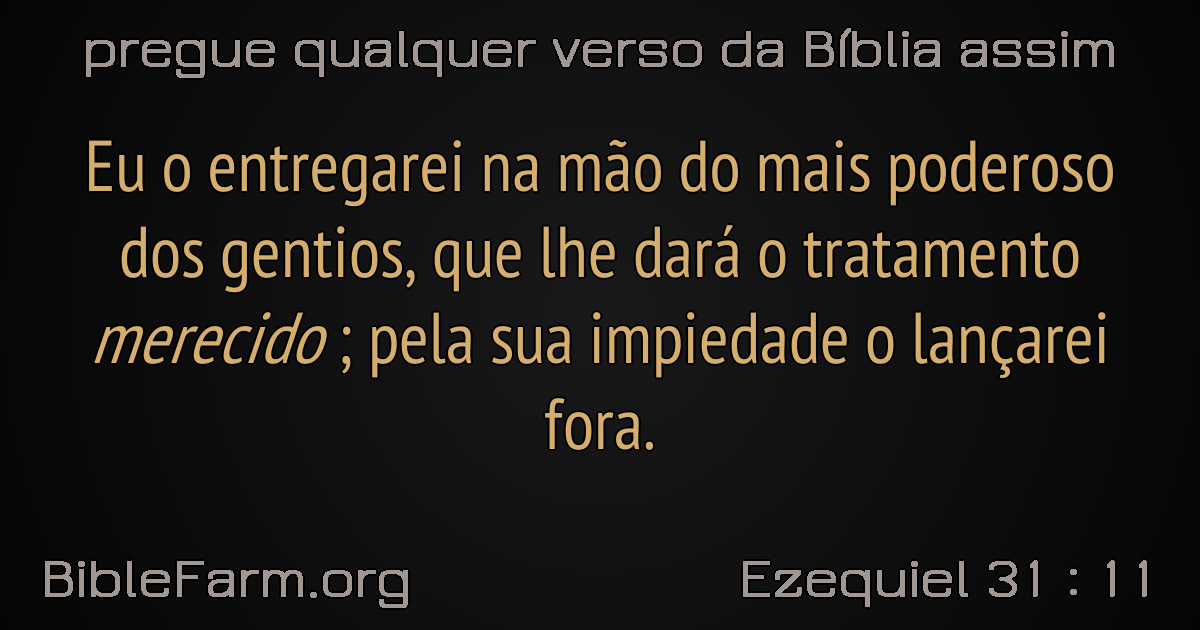 pregue qualquer verso da Bíblia assim
Eu o entregarei na mão do mais poderoso
dos gentios, que lhe dará o tratamento
merecido ; pela sua impiedade o lançarei
fora.
BibleFarm.org
Ezequiel 31 : 11